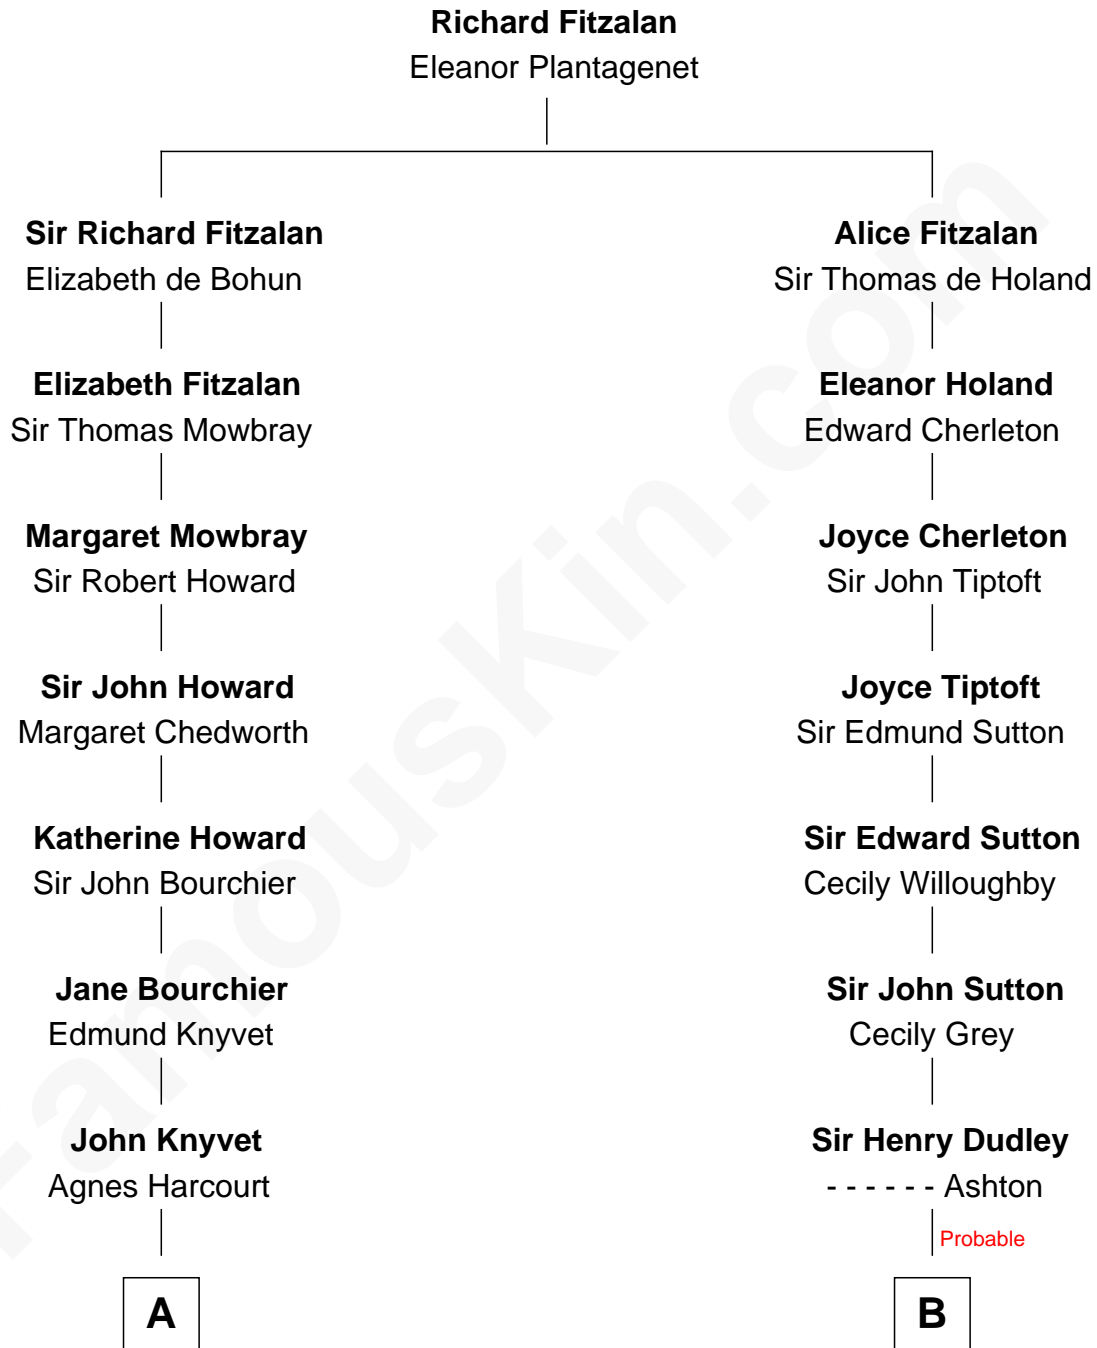 Richard Fitzalan
Eleanor Plantagenet
Sir Richard Fitzalan
Elizabeth de Bohun
Elizabeth Fitzalan
Sir Thomas Mowbray
Margaret Mowbray
Sir Robert Howard
Sir John Howard
Margaret Chedworth
Katherine Howard
Sir John Bourchier
Jane Bourchier
Edmund Knyvet
John Knyvet
Agnes Harcourt
A
Alice Fitzalan
Sir Thomas de Holand
Eleanor Holand
Edward Cherleton
Joyce Cherleton
Sir John Tiptoft
Joyce Tiptoft
Sir Edmund Sutton
Sir Edward Sutton
Cecily Willoughby
Sir John Sutton
Cecily Grey
Sir Henry Dudley
- - - - - - Ashton
Probable
B
FamousKin.com